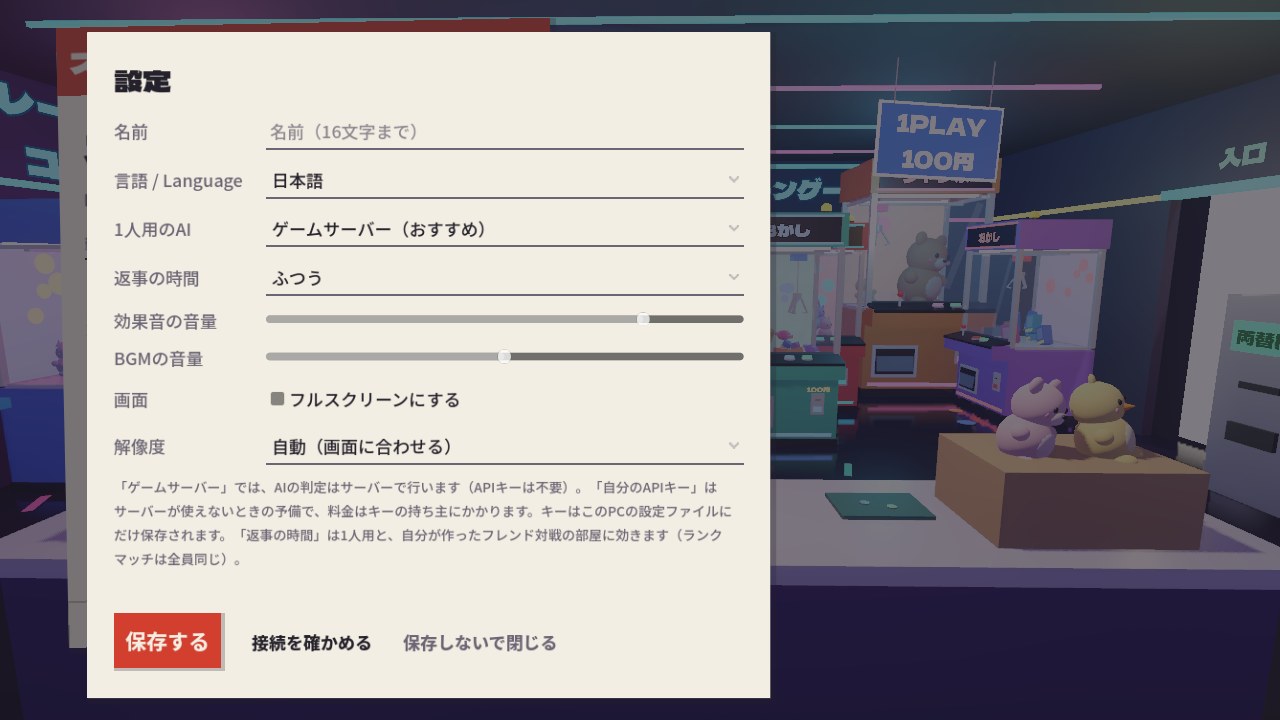 設定
名前
名前（16文字まで）
言語 / Language
日本語
1人用のAI
ゲームサーバー（おすすめ）
返事の時間
ふつう
効果音の音量
BGMの音量
画面
フルスクリーンにする
解像度
自動（画面に合わせる）
「ゲームサーバー」では、AIの判定はサーバーで行います（APIキーは不要）。「自分のAPIキー」は
サーバーが使えないときの予備で、料金はキーの持ち主にかかります。キーはこのPCの設定ファイルに
だけ保存されます。「返事の時間」は1人用と、自分が作ったフレンド対戦の部屋に効きます（ランク
マッチは全員同じ）。
保存する
接続を確かめる
保存しないで閉じる
1PLAY
100円
入口
ンゲー
おかし
おかし
両替
100円